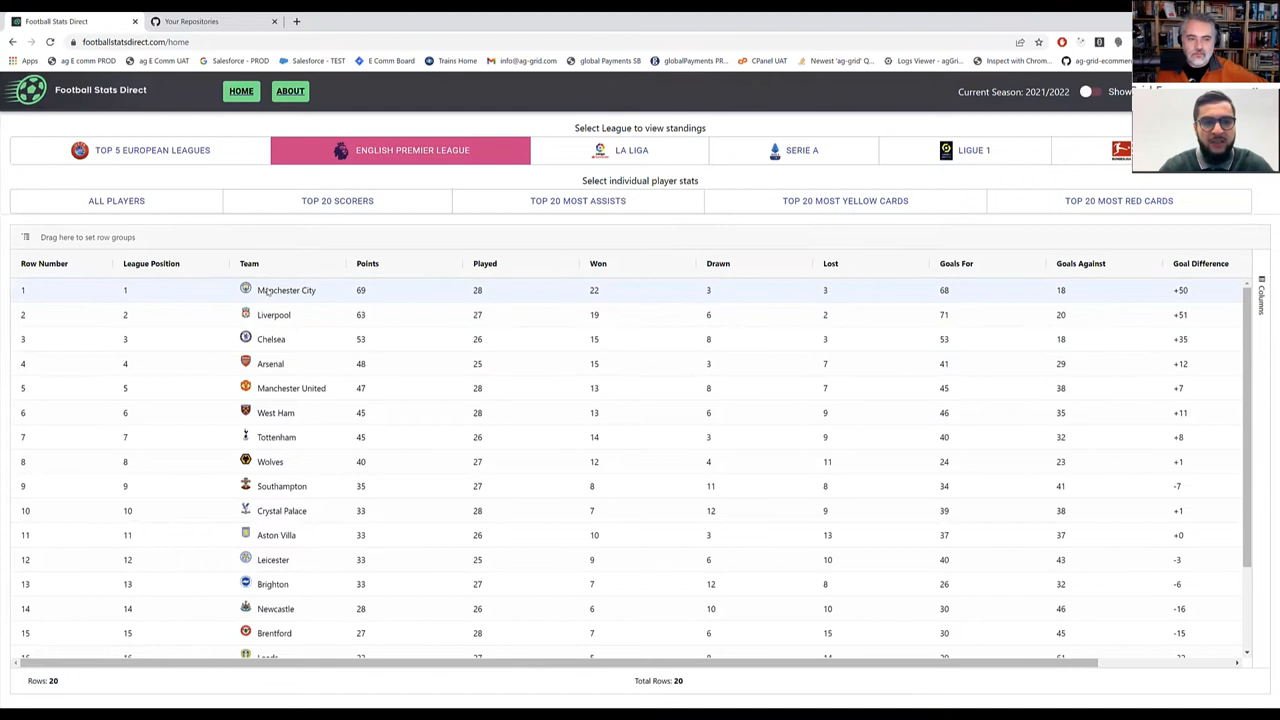 Football Stats Direct
Your Repositories
footballstatsdirect.com/home
Apps ag E comm PROD ag E Comm UAT Salesforce - PROD Salesforce - TEST E Comm Board Trains Home info@ag-grid.com global Payments SB globalPayments PR... CPanel UAT Newest 'ag-grid' Q... Logs Viewer - agGri... Inspect with Chrom... ag-grid-ecommer
Football Stats Direct HOME ABOUT Current Season: 2021/2022 Show
Select League to view standings
TOP 5 EUROPEAN LEAGUES ENGLISH PREMIER LEAGUE LA LIGA SERIE A LIGUE 1
Select individual player stats
ALL PLAYERS TOP 20 SCORERS TOP 20 MOST ASSISTS TOP 20 MOST YELLOW CARDS TOP 20 MOST RED CARDS
Drag here to set row groups
Row Number League Position Team Points Played Won Drawn Lost Goals For Goals Against Goal Difference
Columns
1 1 Manchester City 69 28 22 3 3 68 18 +50
2 2 Liverpool 63 27 19 6 2 71 20 +51
3 3 Chelsea 53 26 15 8 3 53 18 +35
4 4 Arsenal 48 25 15 3 7 41 29 +12
5 5 Manchester United 47 28 13 8 7 45 38 +7
6 6 West Ham 45 28 13 6 9 46 35 +11
7 7 Tottenham 45 26 14 3 9 40 32 +8
8 8 Wolves 40 27 12 4 11 24 23 +1
9 9 Southampton 35 27 8 11 8 34 41 -7
10 10 Crystal Palace 33 28 7 12 9 39 38 +1
11 11 Aston Villa 33 26 10 3 13 37 37 +0
12 12 Leicester 33 25 9 6 10 40 43 -3
13 13 Brighton 33 27 7 12 8 26 32 -6
14 14 Newcastle 28 26 6 10 10 30 46 -16
15 15 Brentford 27 28 7 6 15 30 45 -15
Rows: 20 Total Rows: 20